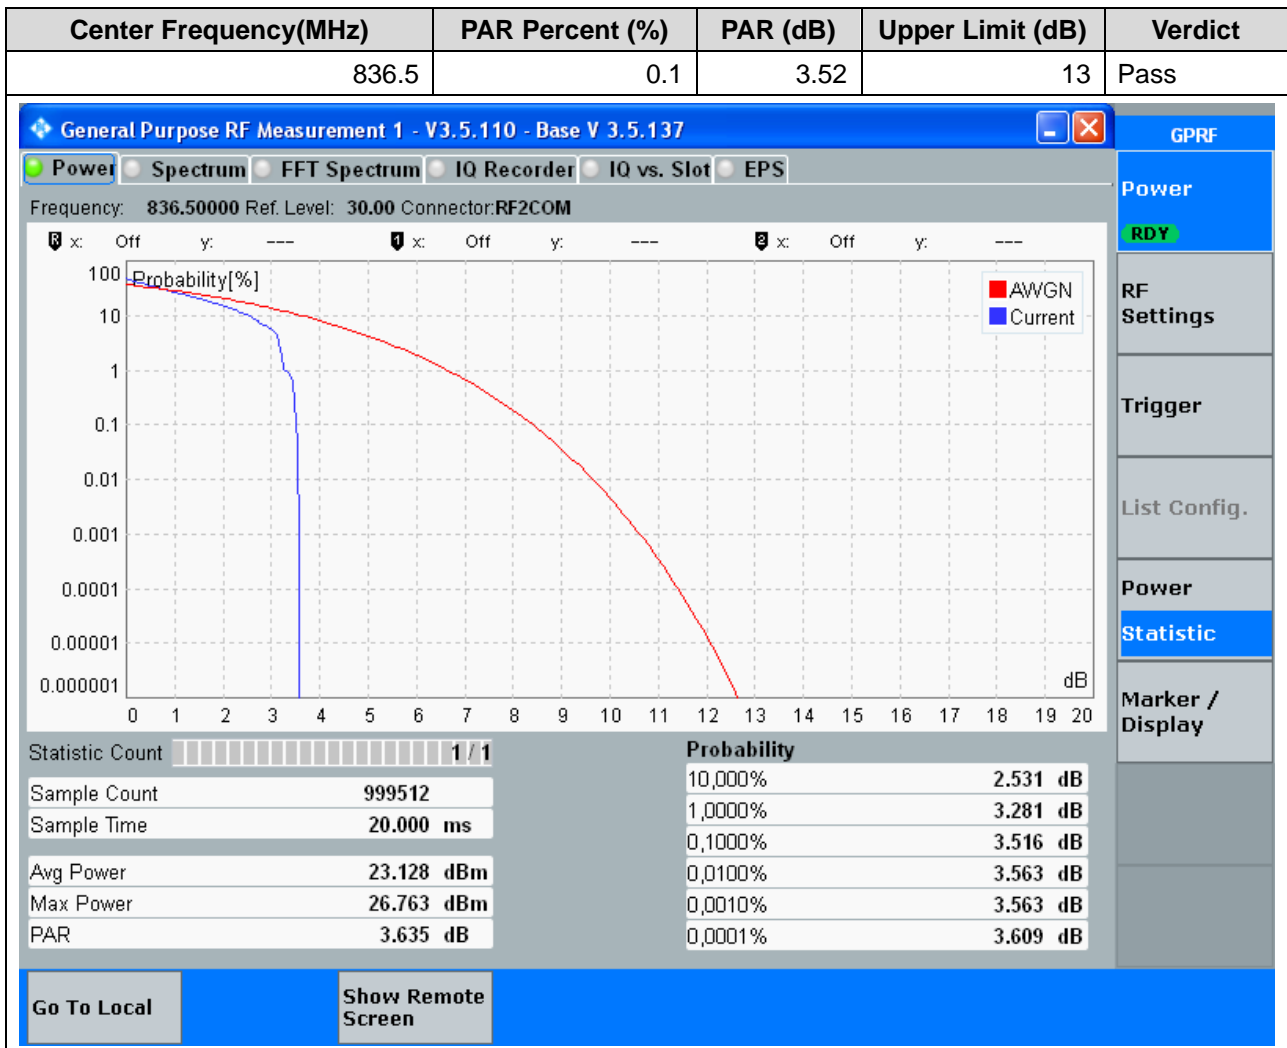 Center Frequency(MHz) PAR Percent (%) PAR (dB) Upper Limit (dB) Verdict
836.5 0.1 3.52 13 Pass
General Purpose RF Measurement 1 - V3.5.110 - Base V 3.5.137
GPRF
Power Spectrum FFT Spectrum IQ Recorder IQ vs. Slot EPS
Power
RDY
Frequency: 836.50000 Ref. Level: 30.00 Connector:RF2COM
R x: Off y: --- 1 x: Off y: --- 2 x: Off y: ---
Probability[%]
AWGN
Current
100
10
1
0.1
0.01
0.001
0.0001
0.00001
0.000001
dB
0 1 2 3 4 5 6 7 8 9 10 11 12 13 14 15 16 17 18 19 20
RF
Settings
Trigger
List Config.
Power
Statistic
Marker /
Display
Statistic Count 1 / 1
Sample Count 999512
Sample Time 20.000 ms
Avg Power 23.128 dBm
Max Power 26.763 dBm
PAR 3.635 dB
Probability
10,000% 2.531 dB
1,0000% 3.281 dB
0,1000% 3.516 dB
0,0100% 3.563 dB
0,0010% 3.563 dB
0,0001% 3.609 dB
Go To Local
Show Remote
Screen